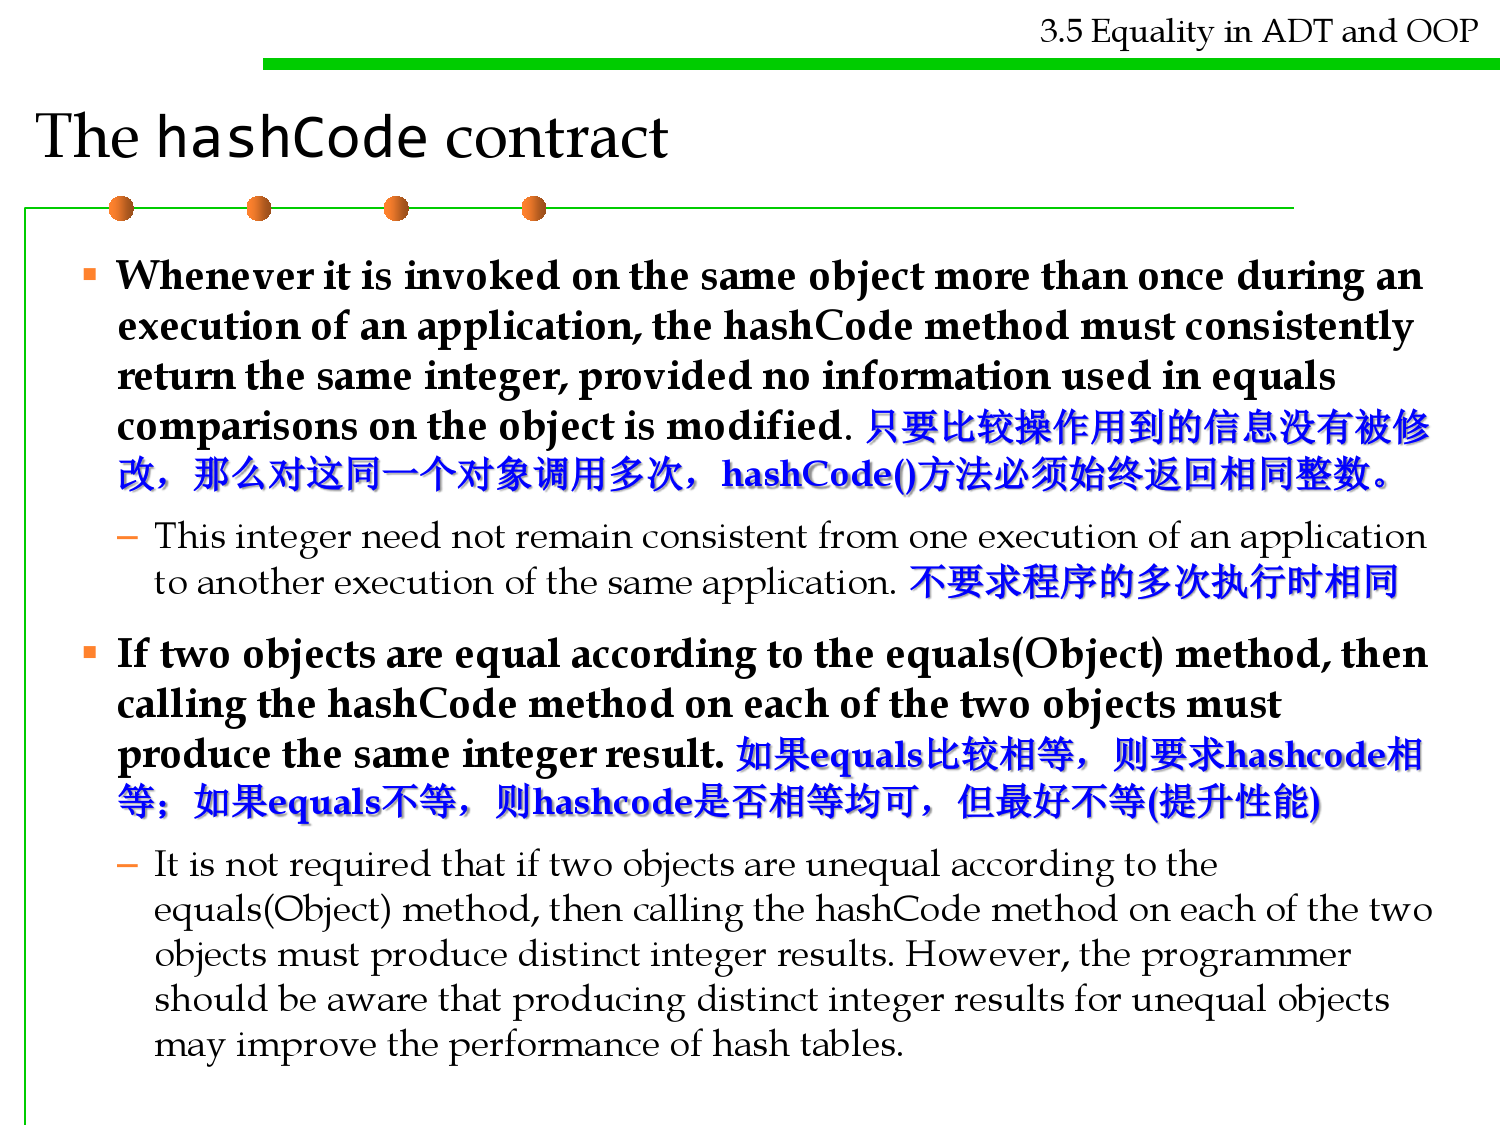 3.5 Equality in ADT and OOP
The hashCode contract
▪ Whenever it is invoked on the same object more than once during an
execution of an application, the hashCode method must consistently
return the same integer, provided no information used in equals
comparisons on the object is modified. 只要比较操作用到的信息没有被修
改，那么对这同一个对象调用多次，hashCode()方法必须始终返回相同整数。
– This integer need not remain consistent from one execution of an application
to another execution of the same application. 不要求程序的多次执行时相同
▪ If two objects are equal according to the equals(Object) method, then
calling the hashCode method on each of the two objects must
produce the same integer result. 如果equals比较相等，则要求hashcode相
等；如果equals不等，则hashcode是否相等均可，但最好不等(提升性能)
– It is not required that if two objects are unequal according to the
equals(Object) method, then calling the hashCode method on each of the two
objects must produce distinct integer results. However, the programmer
should be aware that producing distinct integer results for unequal objects
may improve the performance of hash tables.